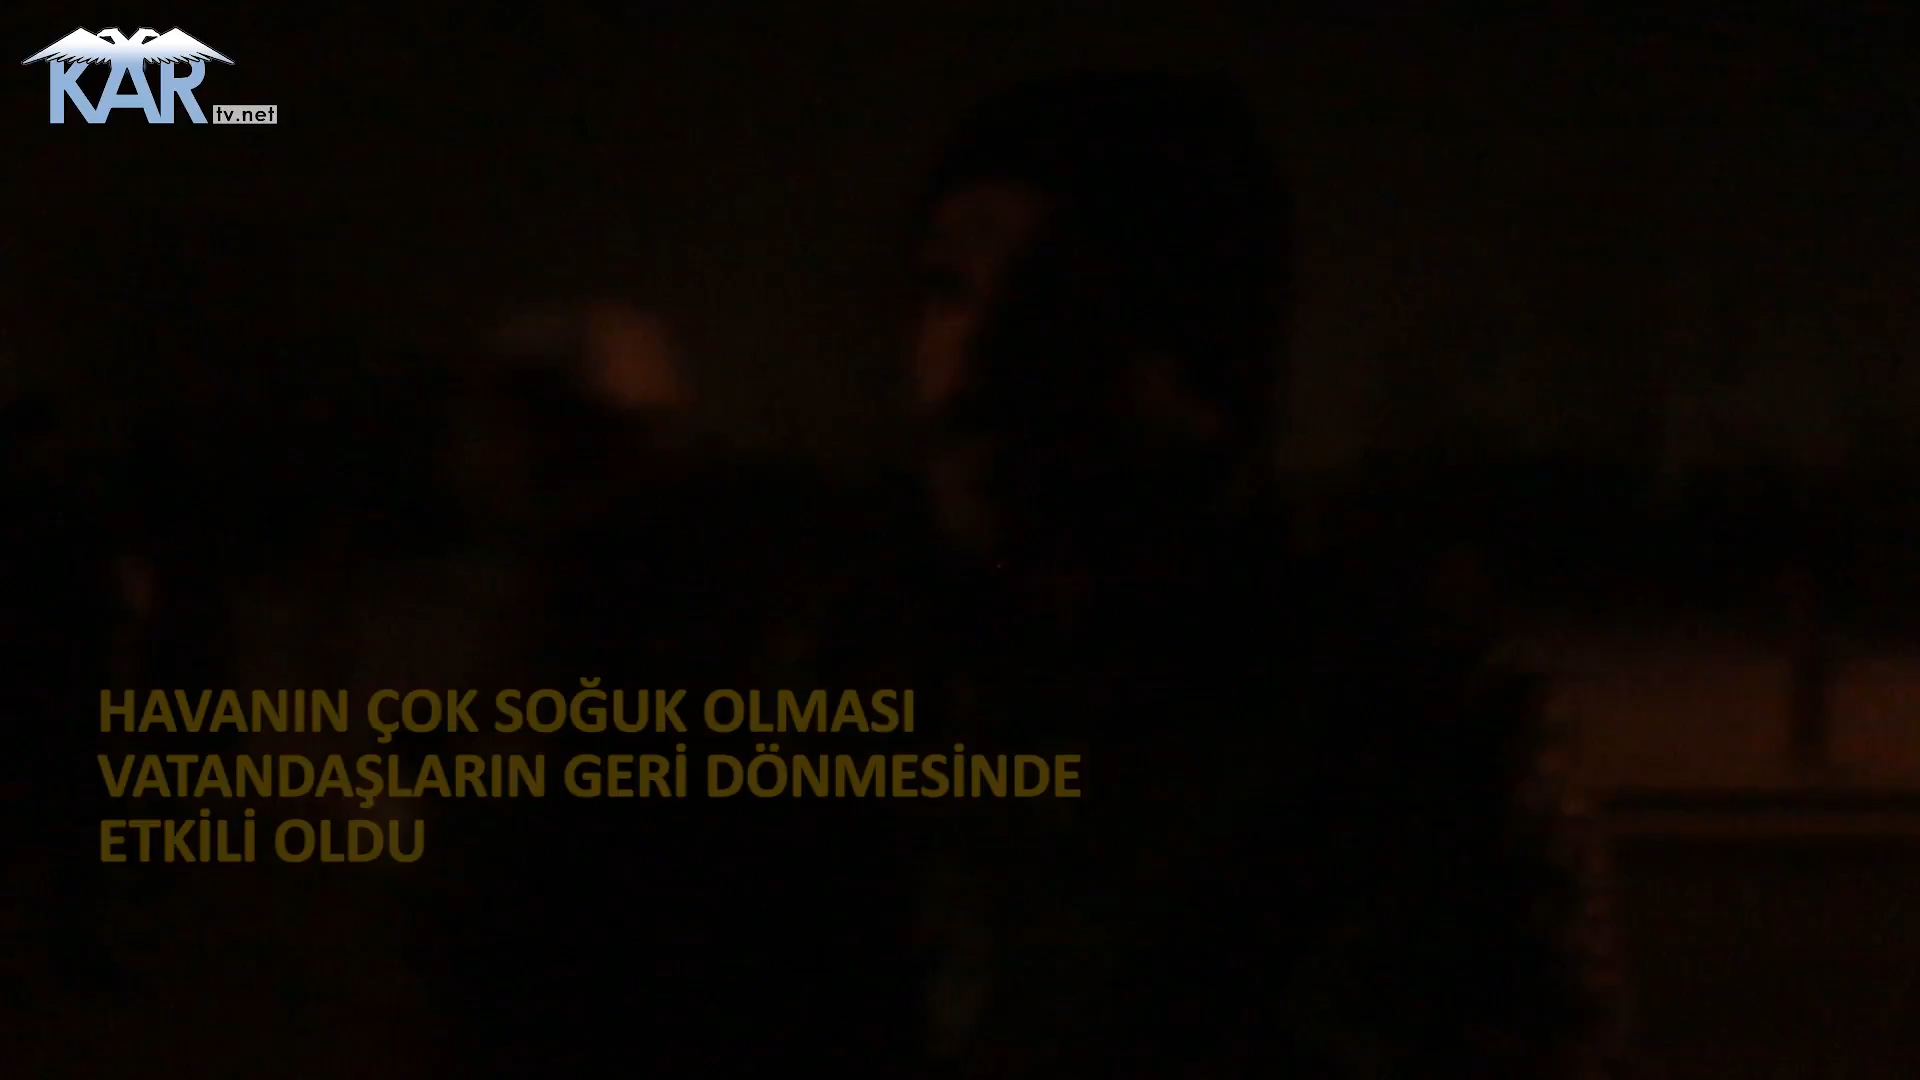 KAR
tv.net
HAVANIN ÇOK SOĞUK OLMASI
VATANDAŞLARIN GERİ DÖNMESİNDE
ETKİLİ OLDU